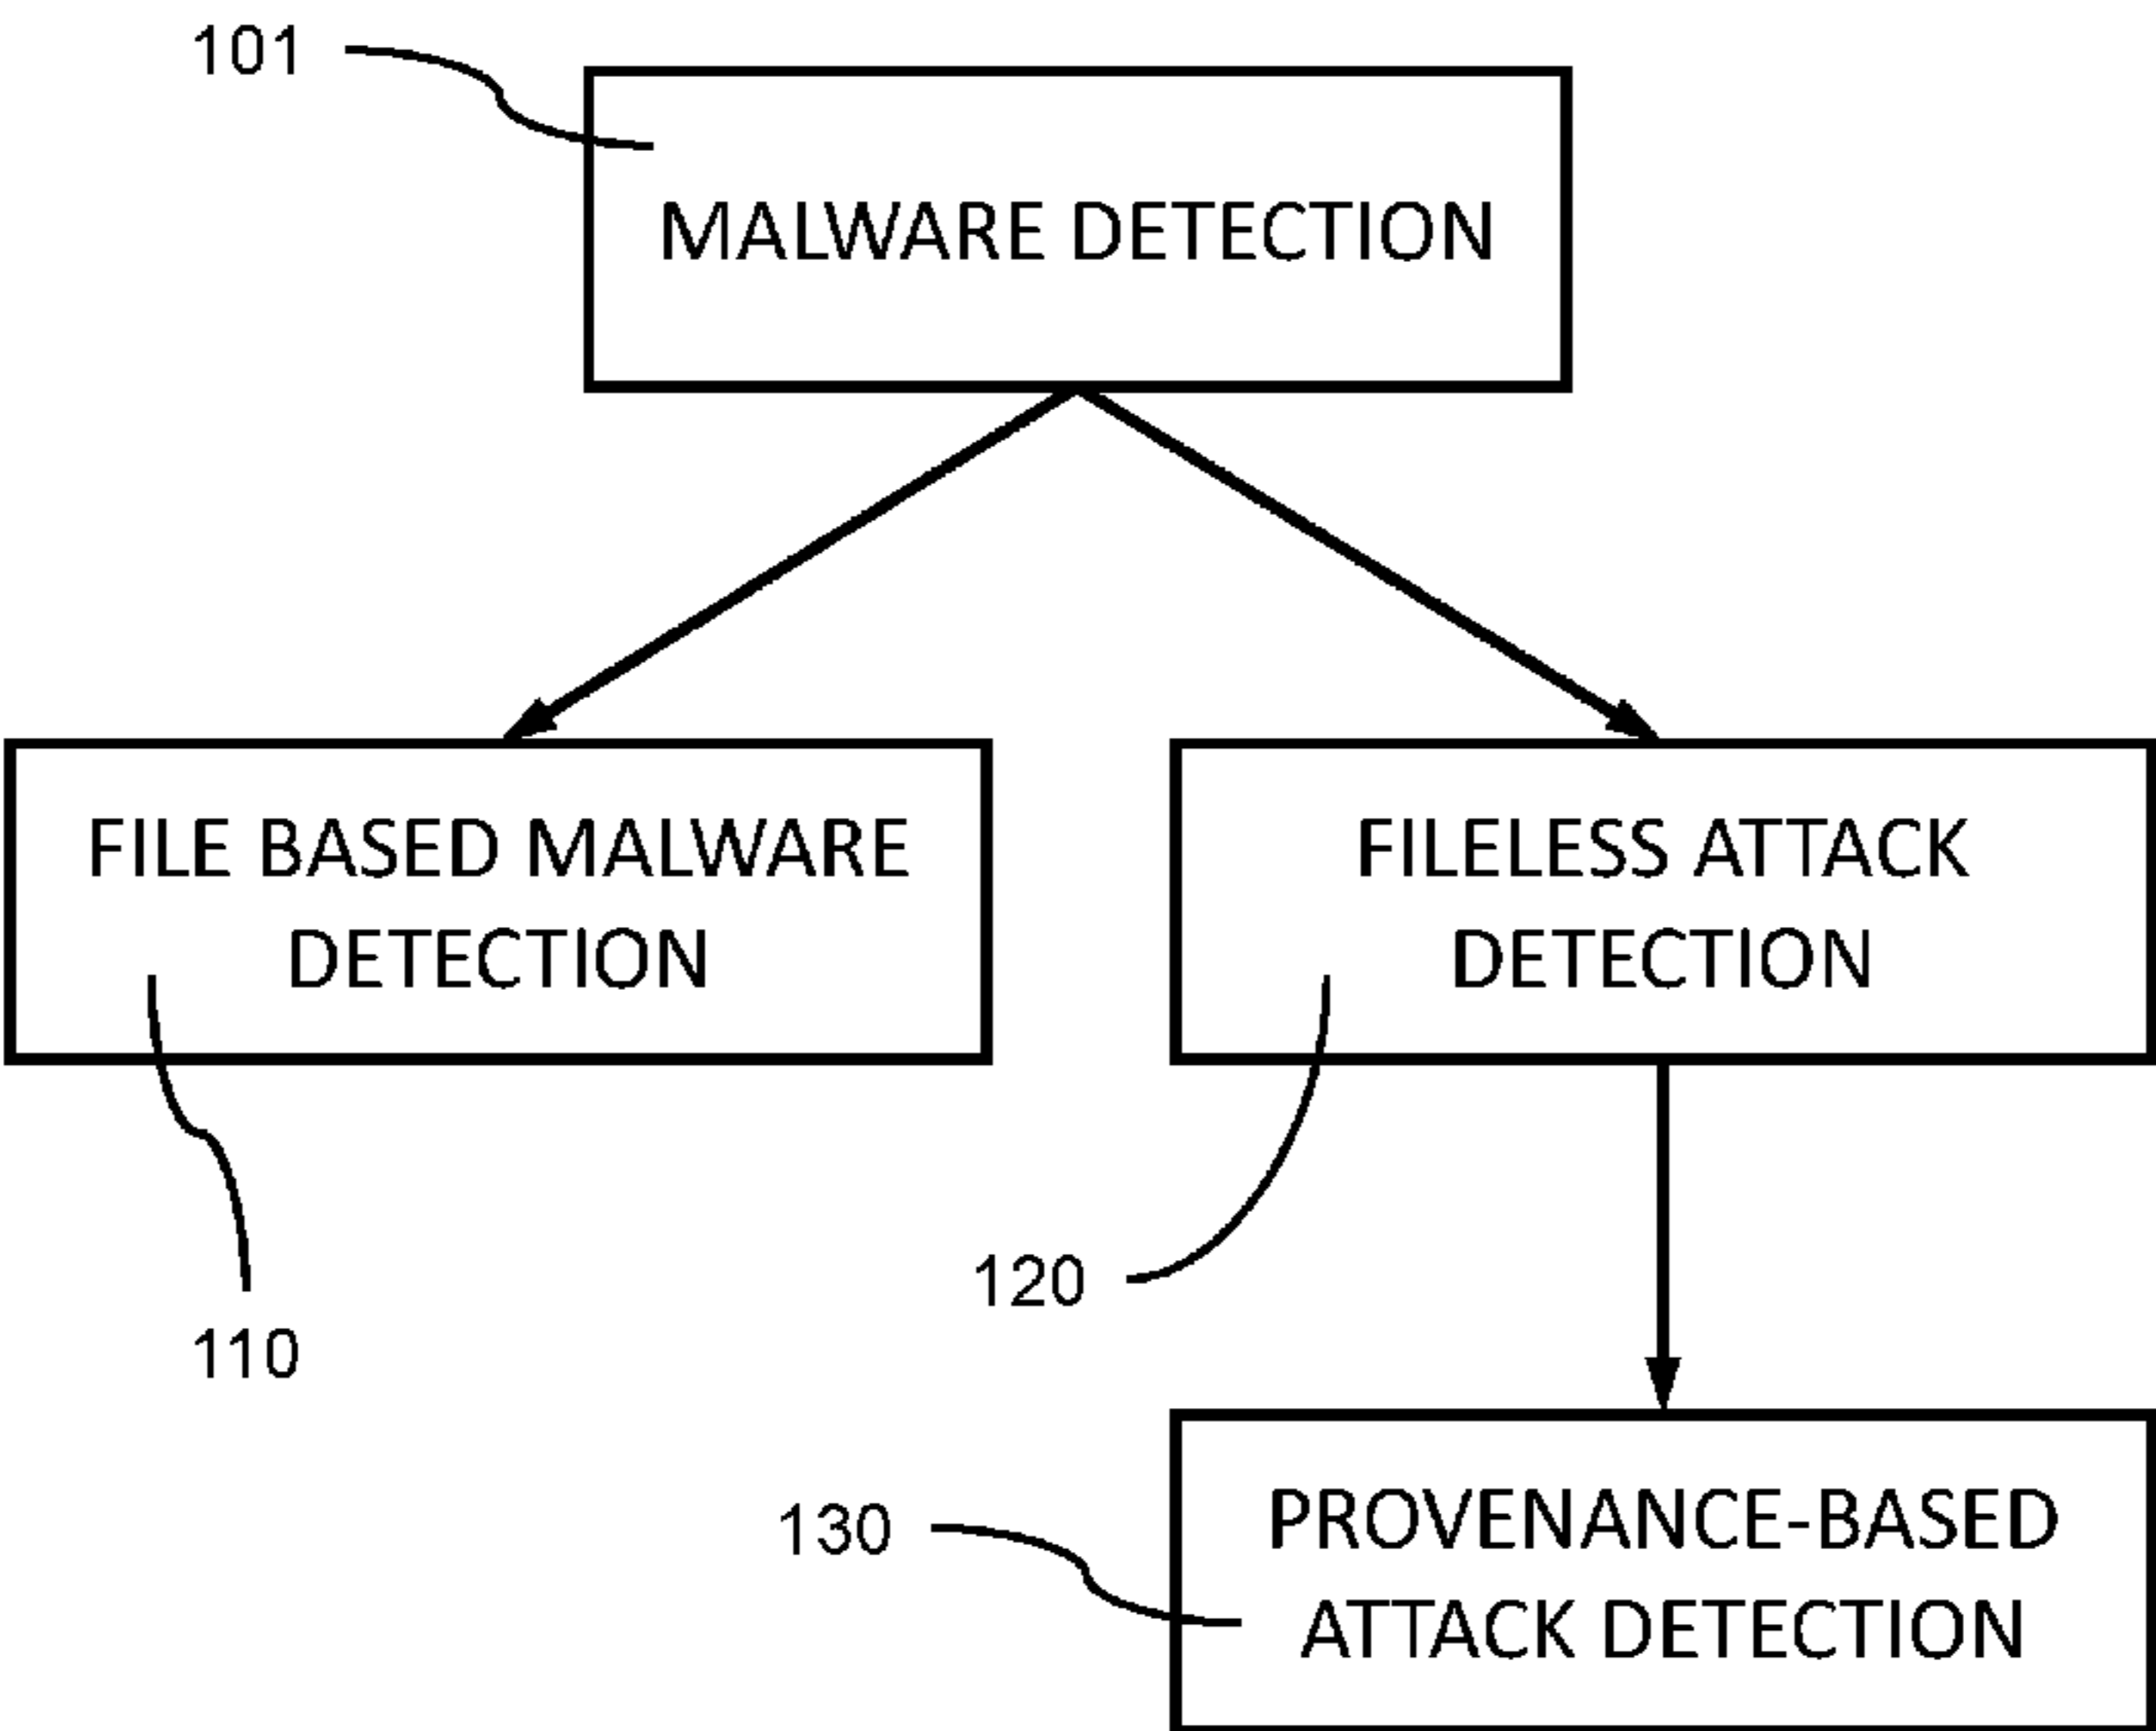 101
MALWARE DETECTION
FILE BASED MALWARE
DETECTION
FILELESS ATTACK
DETECTION
120
110
130
PROVENANCE-BASED
ATTACK DETECTION